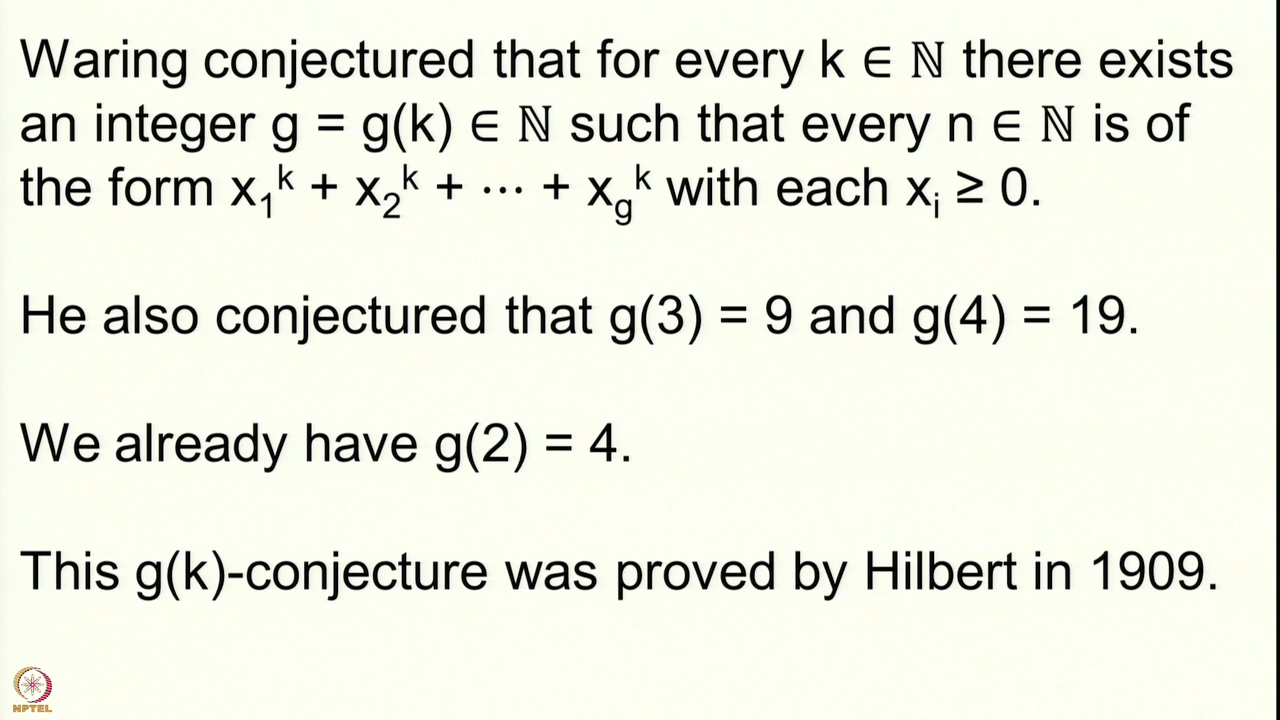 Waring conjectured that for every k ∈ ℕ there exists
an integer g = g(k) ∈ ℕ such that every n ∈ ℕ is of
the form x₁ᵏ + x₂ᵏ + ⋯ + x_gᵏ with each xᵢ ≥ 0.
He also conjectured that g(3) = 9 and g(4) = 19.
We already have g(2) = 4.
This g(k)-conjecture was proved by Hilbert in 1909.
NPTEL